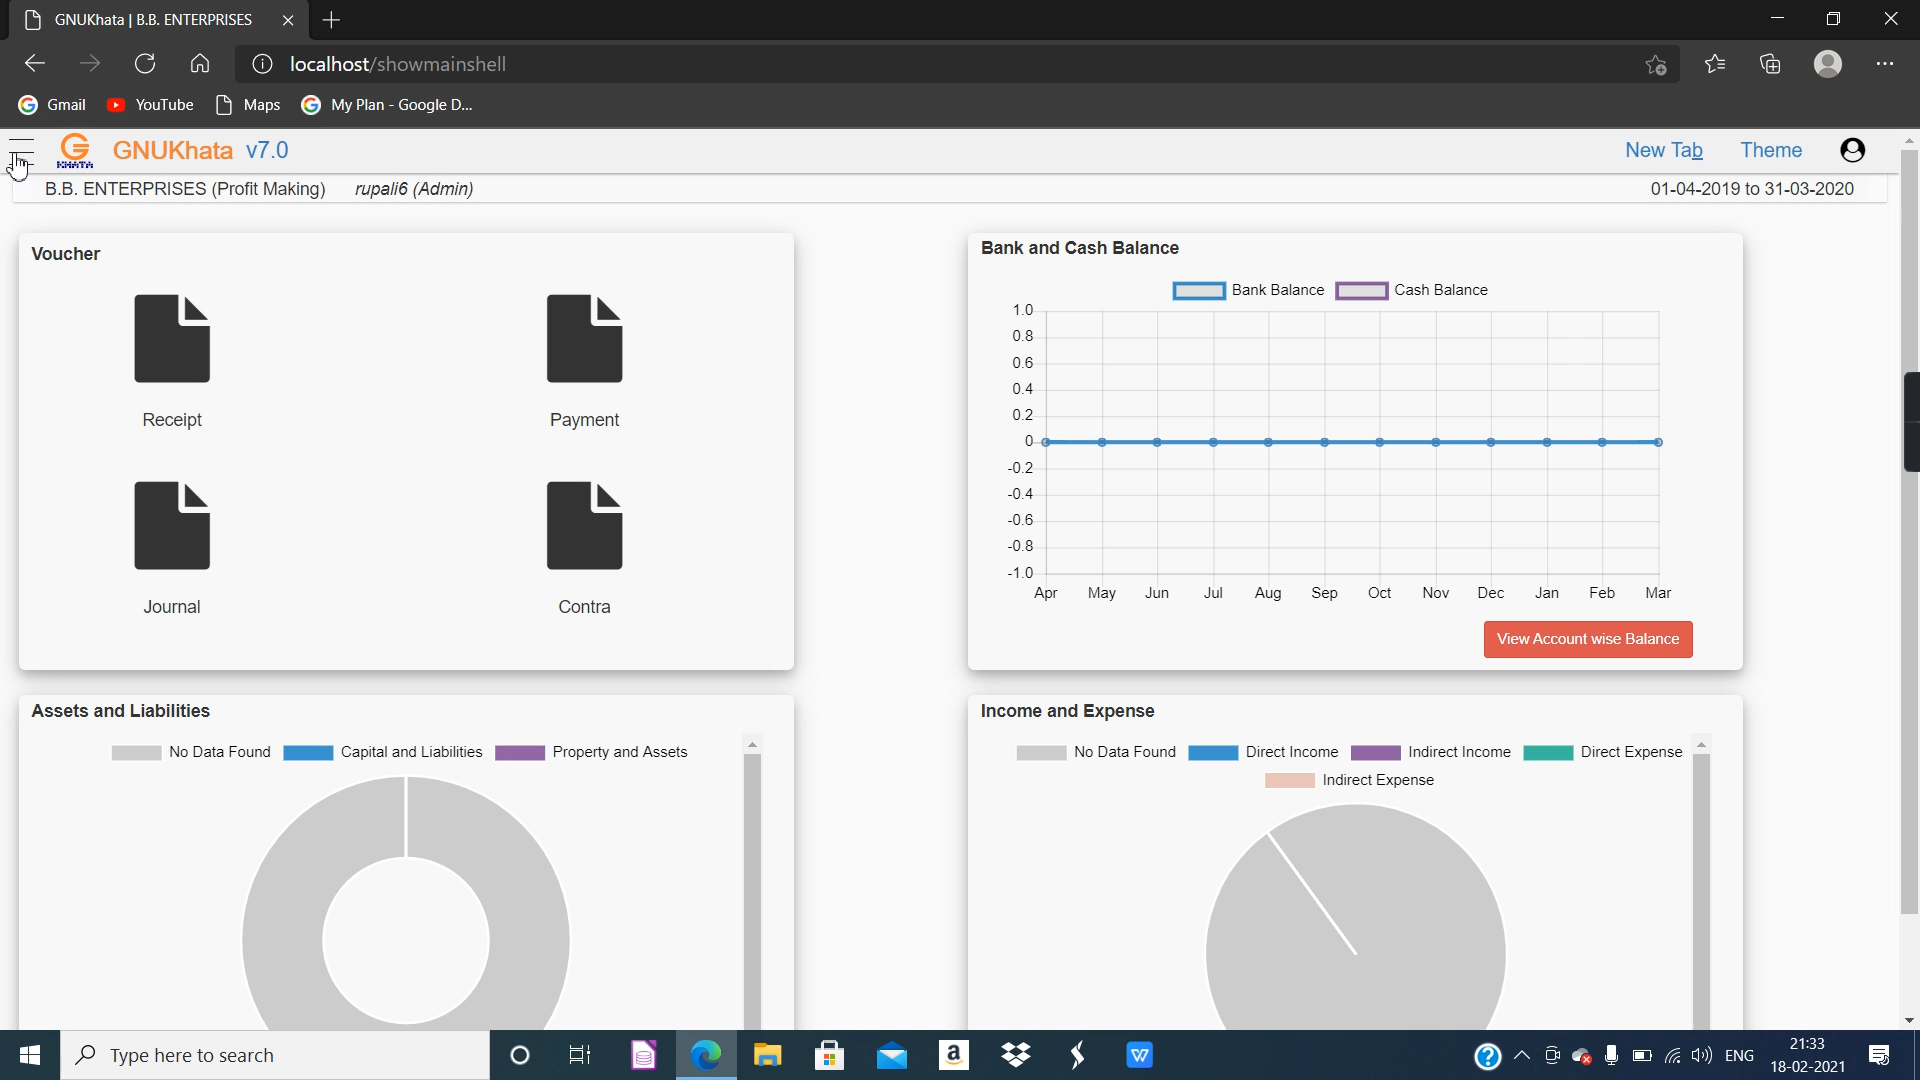 GNUKhata | B.B. ENTERPRISES
localhost/showmainshell
Gmail YouTube Maps My Plan - Google D...
GNUKhata v7.0 New Tab Theme
B.B. ENTERPRISES (Profit Making) rupali6 (Admin) 01-04-2019 to 31-03-2020
Voucher
Receipt
Payment
Journal
Contra
Bank and Cash Balance
Bank Balance Cash Balance
1.0
0.8
0.6
0.4
0.2
0
-0.2
-0.4
-0.6
-0.8
-1.0
Apr May Jun Jul Aug Sep Oct Nov Dec Jan Feb Mar
View Account wise Balance
Assets and Liabilities
No Data Found Capital and Liabilities Property and Assets
Income and Expense
No Data Found Direct Income Indirect Income Direct Expense
Indirect Expense
Type here to search
ENG
21:33
18-02-2021